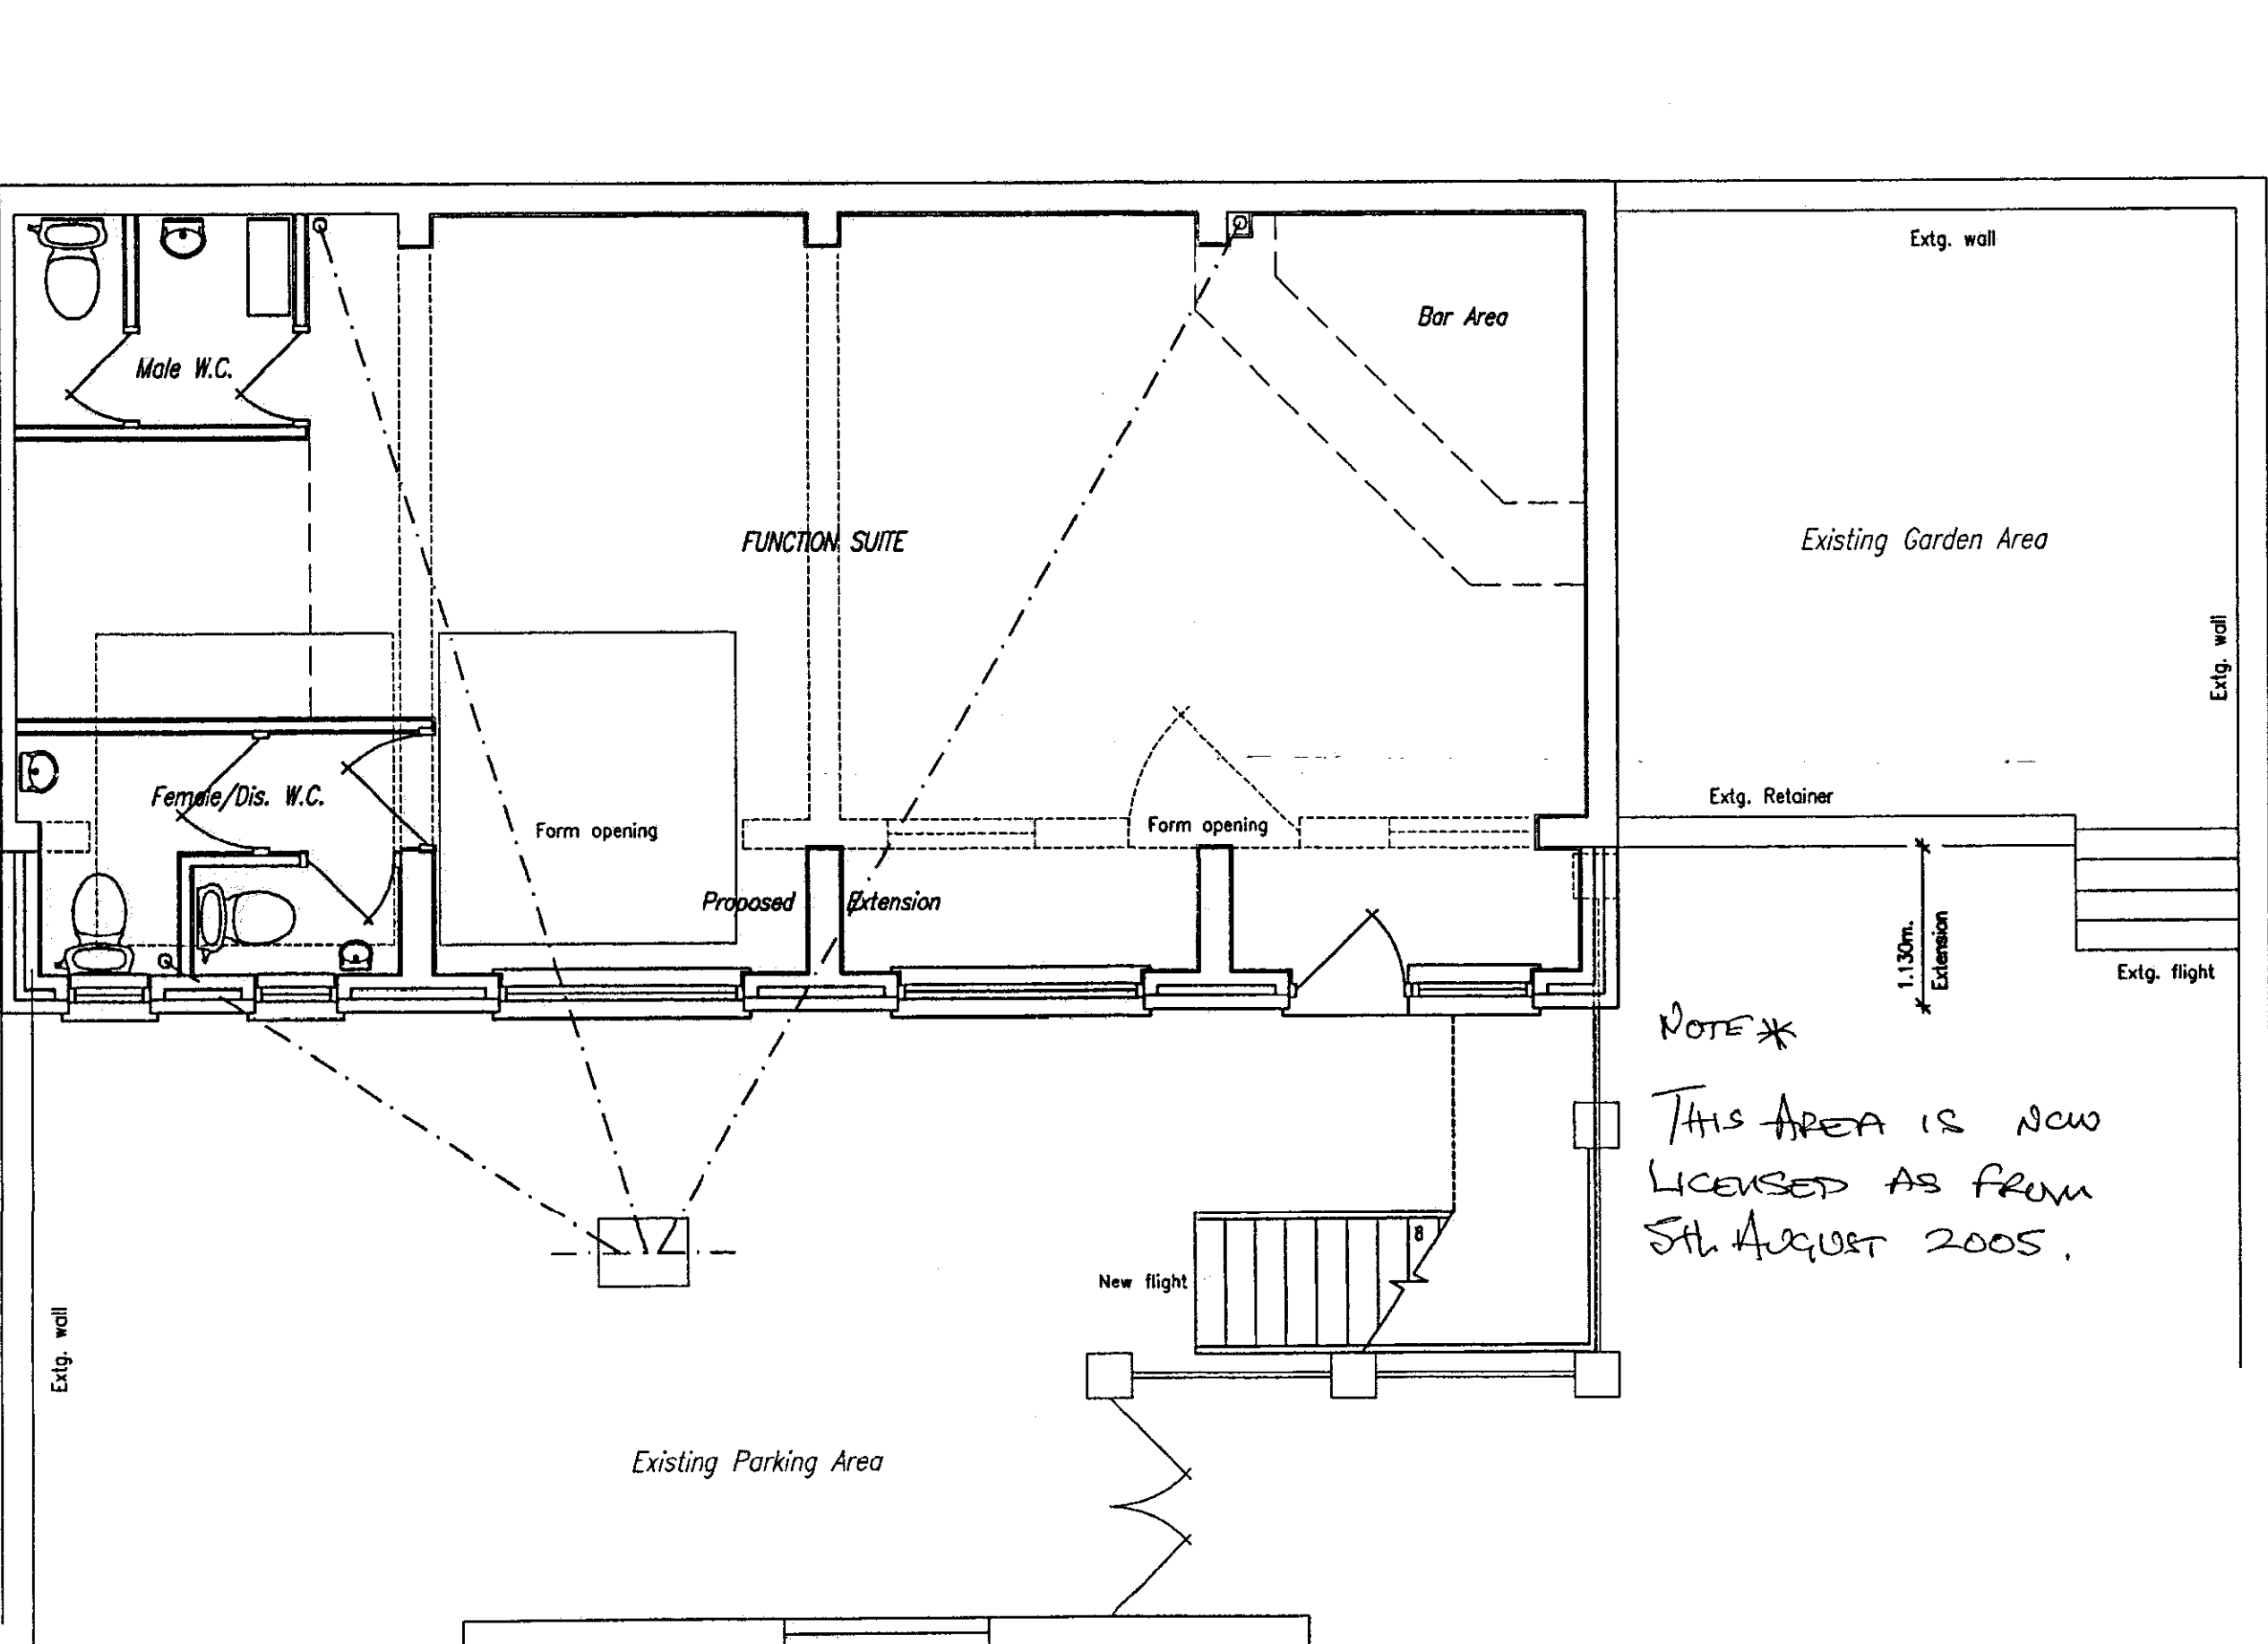 Extg. wall
Bar Area
Male W.C.
FUNCTION SUITE
Existing Garden Area
Extg. wall
Female/Dis. W.C.
Form opening
Form opening
Extg. Retainer
Proposed Extension
1.130m.
Extension
Extg. flight
NOTE *
THIS AREA IS NOW
LICENSED AS FROM
5th AUGUST 2005.
8
New flight
Extg. wall
Existing Parking Area